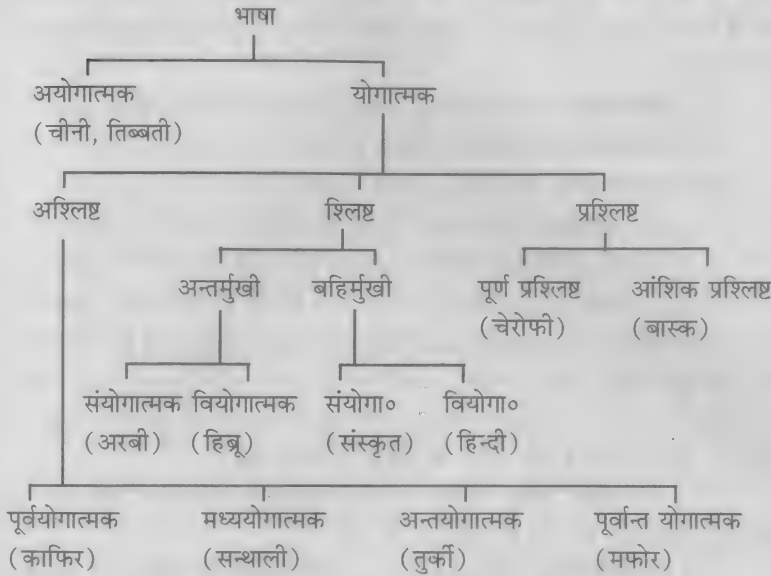 भाषा
अयोगात्मक योगात्मक
(चीनी, तिब्बती)
अश्लिष्ट श्लिष्ट प्रश्लिष्ट
अन्तर्मुखी बहिर्मुखी पूर्ण प्रश्लिष्ट आंशिक प्रश्लिष्ट
(चेरोफी) (बास्क)
संयोगात्मक वियोगात्मक संयोगा० वियोगा०
(अरबी) (हिब्रू) (संस्कृत) (हिन्दी)
पूर्वयोगात्मक मध्ययोगात्मक अन्तयोगात्मक पूर्वान्त योगात्मक
(काफिर) (सन्थाली) (तुर्की) (मफोर)